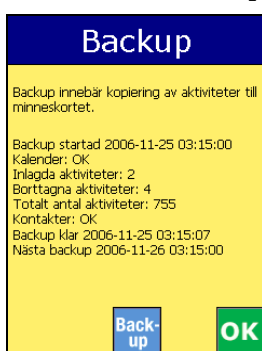 Backup
Backup innebär kopiering av aktiviteter till
minneskortet.
Backup startad 2006-11-25 03:15:00
Kalender: OK
Inlagda aktiviteter: 2
Borttagna aktiviteter: 4
Totalt antal aktiviteter: 755
Kontakter: OK
Backup klar 2006-11-25 03:15:07
Nästa backup 2006-11-26 03:15:00
Back-
up
OK